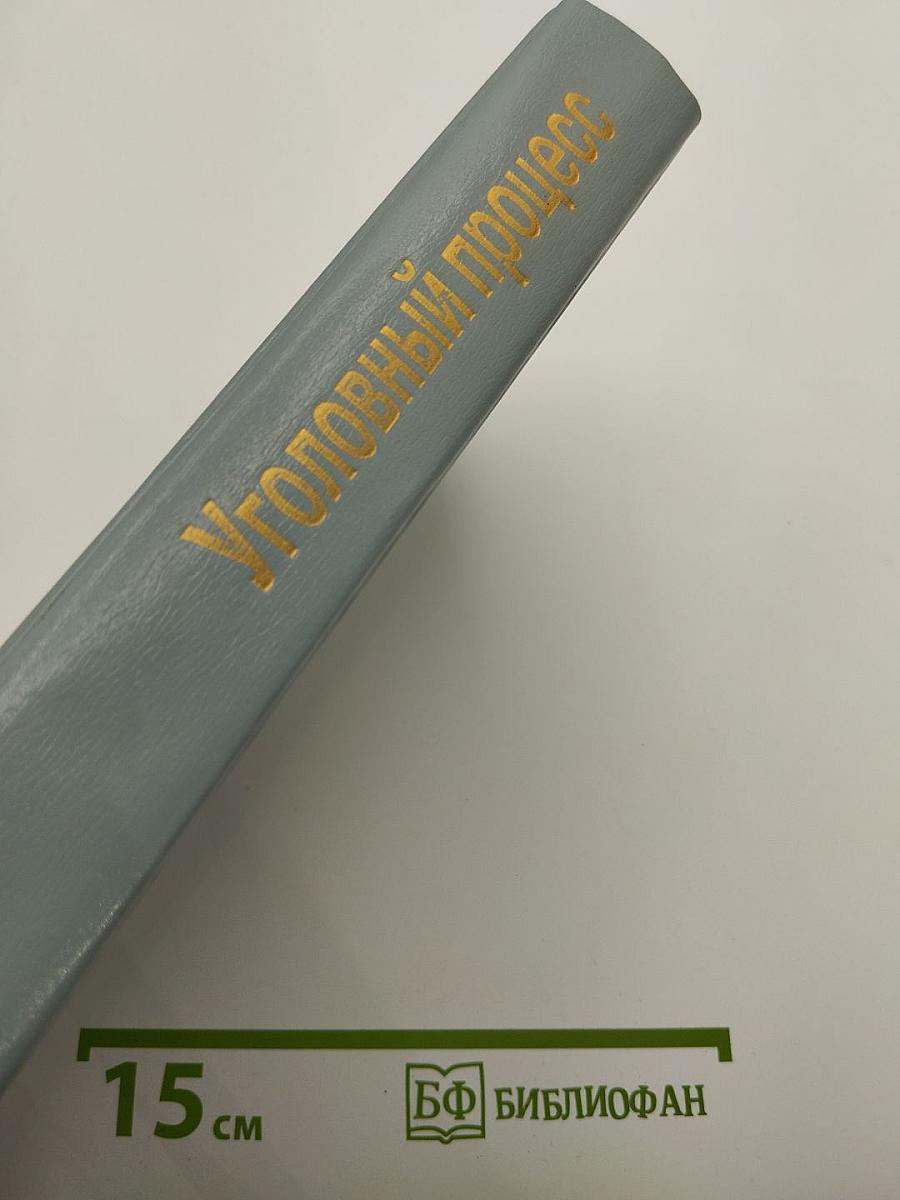 Уголовный процесс
15 см
БФ БИБЛИОФАН